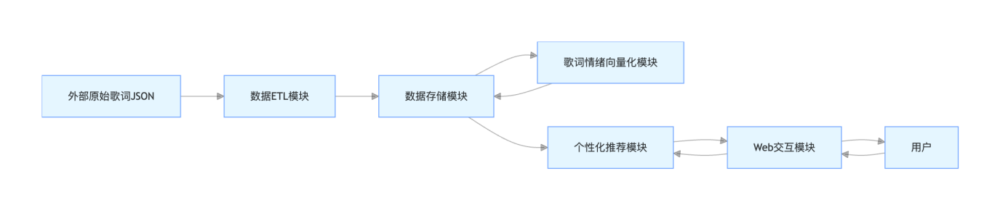 外部原始歌词JSON
数据ETL模块
数据存储模块
歌词情绪向量化模块
个性化推荐模块
Web交互模块
用户